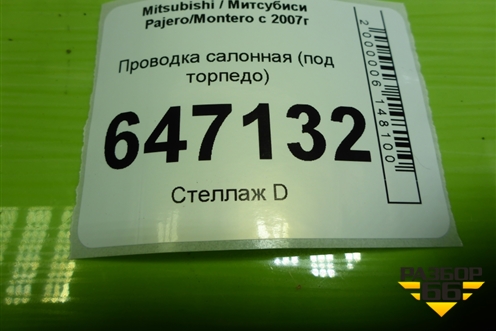 Mitsubishi / Митсубиси
Pajero/Montero с 2007г
Проводка салонная (под
торпедо)
647132
Стеллаж D
2000006148100
РАЗБОР
66